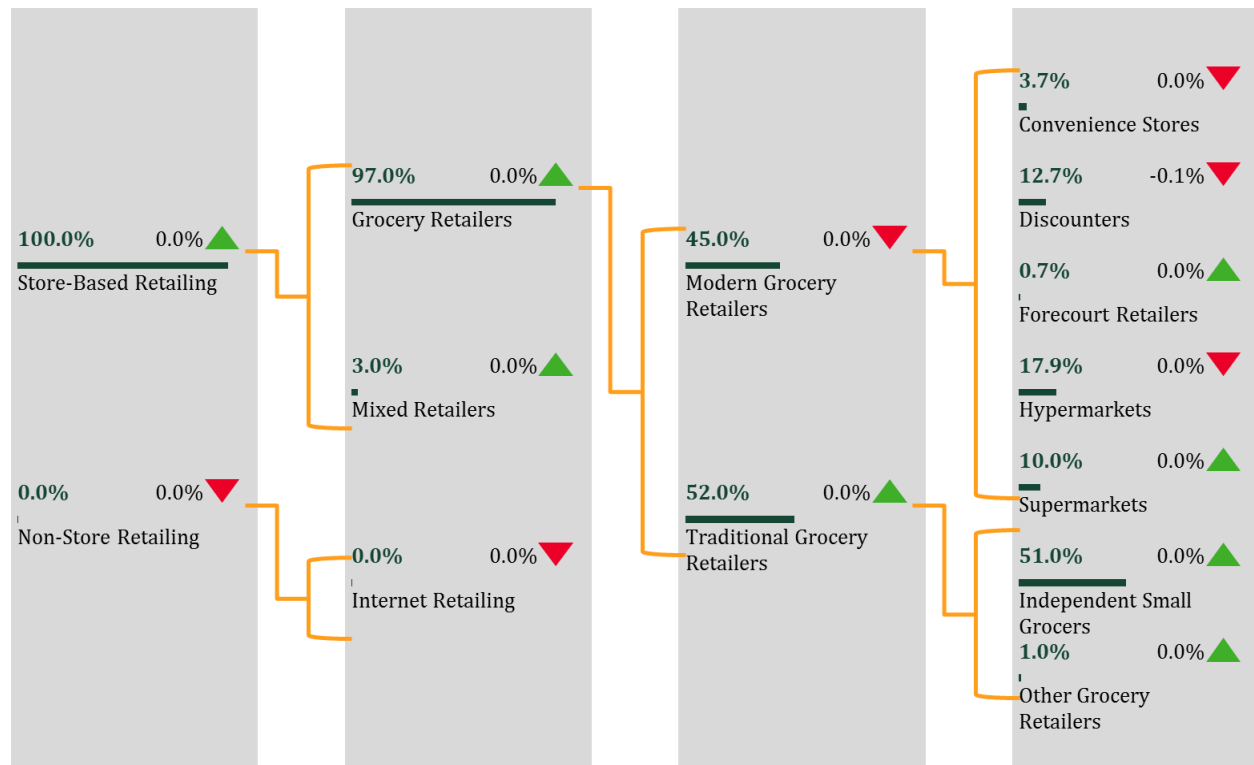 100.0% 0.0%
Store-Based Retailing
0.0% 0.0%
Non-Store Retailing
97.0% 0.0%
Grocery Retailers
3.0% 0.0%
Mixed Retailers
0.0% 0.0%
Internet Retailing
45.0% 0.0%
Modern Grocery
Retailers
52.0% 0.0%
Traditional Grocery
Retailers
3.7% 0.0%
Convenience Stores
12.7% -0.1%
Discounters
0.7% 0.0%
Forecourt Retailers
17.9% 0.0%
Hypermarkets
10.0% 0.0%
Supermarkets
51.0% 0.0%
Independent Small
Grocers
1.0% 0.0%
Other Grocery
Retailers